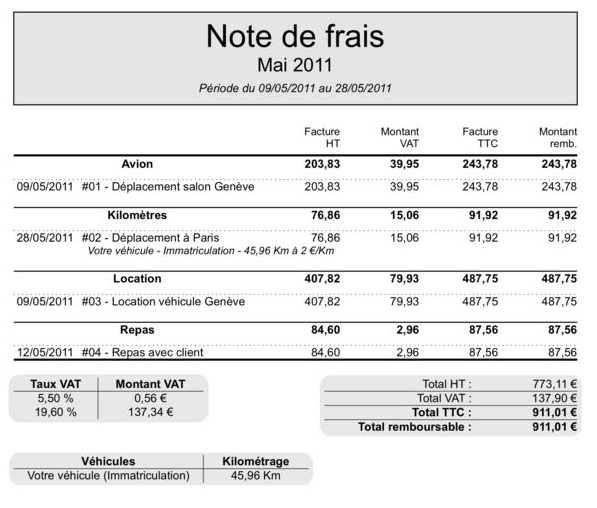 Note de frais
Mai 2011
Période du 09/05/2011 au 28/05/2011
Facture HT Montant VAT Facture TTC Montant remb.
Avion 203,83 39,95 243,78 243,78
09/05/2011 #01 - Déplacement salon Genève 203,83 39,95 243,78 243,78
Kilomètres 76,86 15,06 91,92 91,92
28/05/2011 #02 - Déplacement à Paris 76,86 15,06 91,92 91,92
Votre véhicule - Immatriculation - 45,96 Km à 2 €/Km
Location 407,82 79,93 487,75 487,75
09/05/2011 #03 - Location véhicule Genève 407,82 79,93 487,75 487,75
Repas 84,60 2,96 87,56 87,56
12/05/2011 #04 - Repas avec client 84,60 2,96 87,56 87,56
Taux VAT Montant VAT
5,50 % 0,56 €
19,60 % 137,34 €
Total HT : 773,11 €
Total VAT : 137,90 €
Total TTC : 911,01 €
Total remboursable : 911,01 €
Véhicules Kilométrage
Votre véhicule (Immatriculation) 45,96 Km